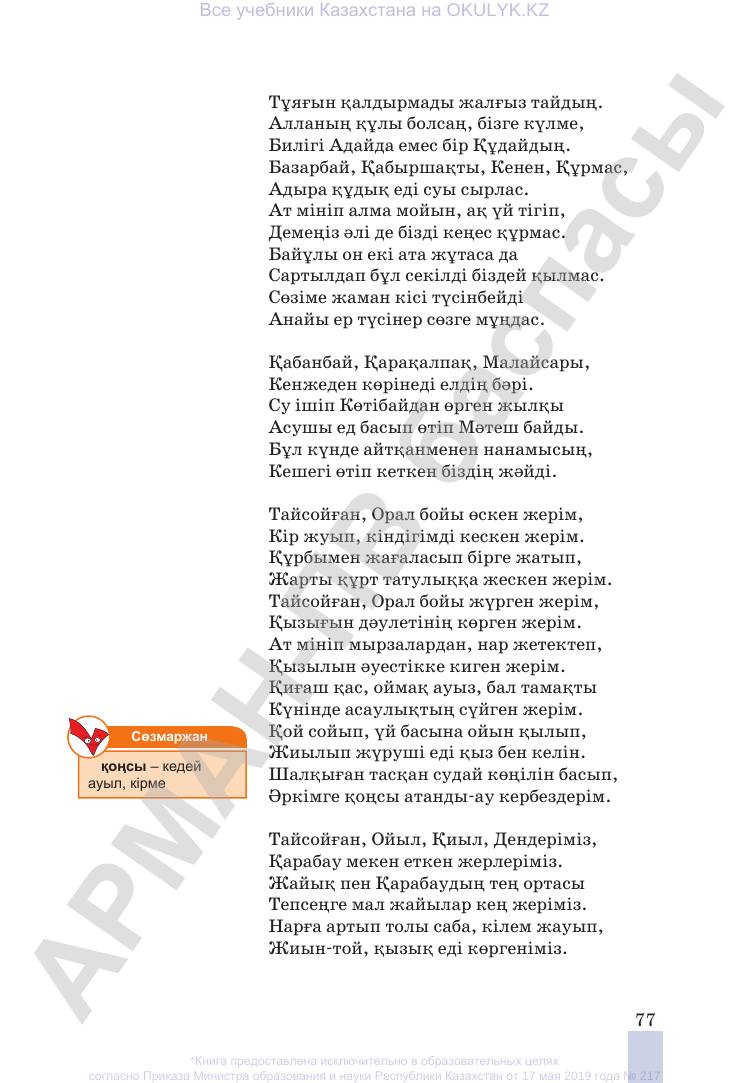 Все учебники Казахстана на OKULYK.KZ
Тұяғын қалдырмады жалғыз тайдың.
Алланың құлы болсаң, бізге күлме,
Билігі Адайда емес бір Құдайдың.
Базарбай, Қабыршақты, Кенен, Құрмас,
Адыра құдық еді суы сырлас.
Ат мініп алма мойын, ақ үй тігіп,
Демеңіз әлі де бізді кеңес құрмас.
Байұлы он екі ата жұтаса да
Сартылдап бұл секілді біздей қылмас.
Сөзіме жаман кісі түсінбейді
Анайы ер түсінер сөзге мұңдас.
Қабанбай, Қарақалпақ, Малайсары,
Кенжеден көрінеді елдің бәрі.
Су ішіп Көтібайдан өрген жылқы
Асушы ед басып өтіп Мәтеш байды.
Бұл күнде айтқанменен нанамысың,
Кешегі өтіп кеткен біздің жәйді.
Тайсойған, Орал бойы өскен жерім,
Кір жуып, кіндігімді кескен жерім.
Құрбымен жағаласып бірге жатып,
Жарты құрт татулыққа жескен жерім.
Тайсойған, Орал бойы жүрген жерім,
Қызығын дәулетінің көрген жерім.
Ат мініп мырзалардан, нар жетектеп,
Қызылын әуестікке киген жерім.
Қиғаш қас, оймақ ауыз, бал тамақты
Күнінде асаулықтың сүйген жерім.
Қой сойып, үй басына ойын қылып,
Жиылып жүруші еді қыз бен келін.
Шалқыған тасқан судай көңілін басып,
Әркімге қоңсы атанды-ау кербездерім.
Сөзмаржан
қоңсы – кедей
ауыл, кірме
Тайсойған, Ойыл, Қиыл, Дендеріміз,
Қарабау мекен еткен жерлеріміз.
Жайық пен Қарабаудың тең ортасы
Тепсеңге мал жайылар кең жеріміз.
Нарға артып толы саба, кілем жауып,
Жиын-той, қызық еді көргеніміз.
АРМАН-ПВ баспасы
77
*Книга предоставлена исключительно в образовательных целях
согласно Приказа Министра образования и науки Республики Казахстан от 17 мая 2019 года № 217